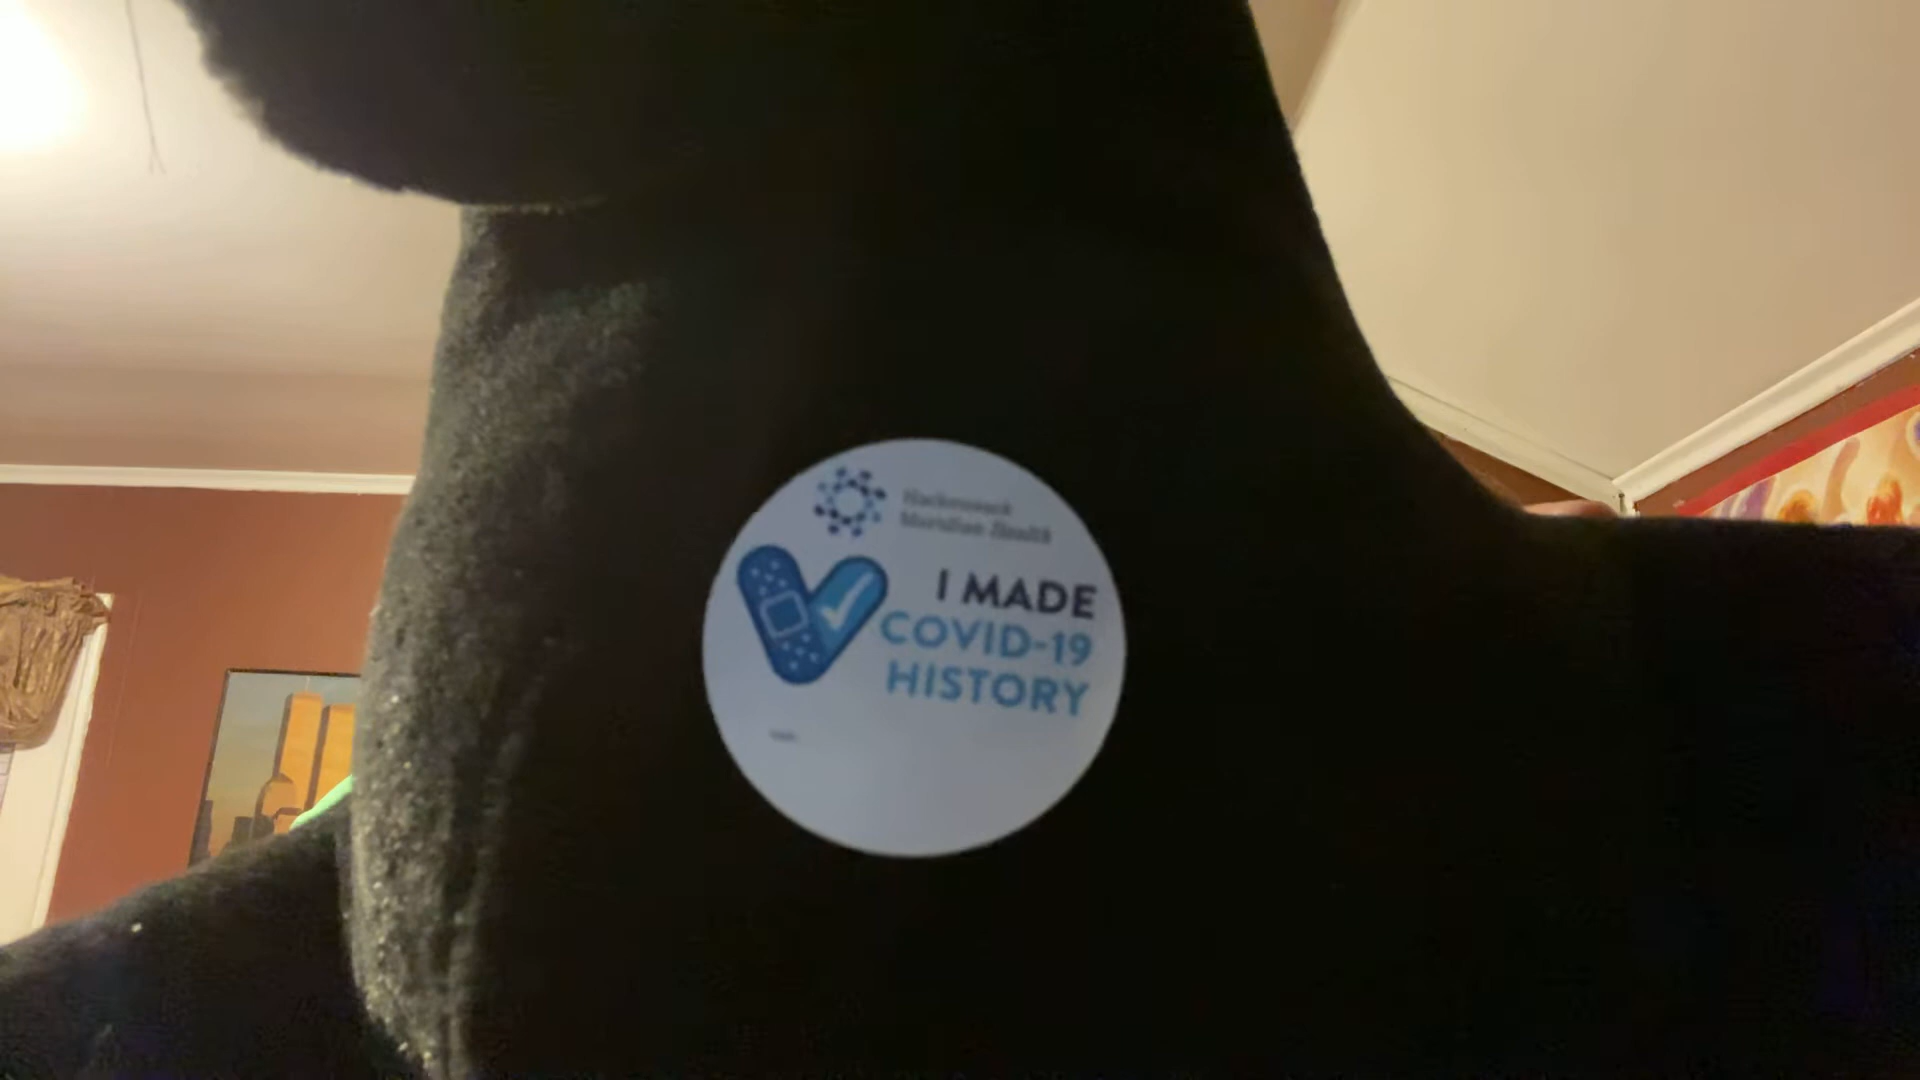 Hackensack
Meridian Health
I MADE
COVID-19
HISTORY